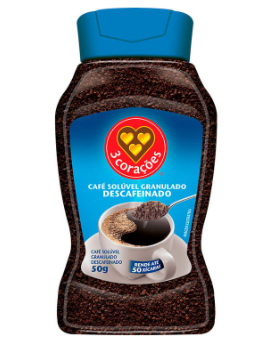 3 corações
CAFÉ SOLÚVEL GRANULADO
DESCAFEINADO
CAFÉ SOLÚVEL
GRANULADO
DESCAFEINADO
50g
RENDE ATÉ
50 XÍCARAS